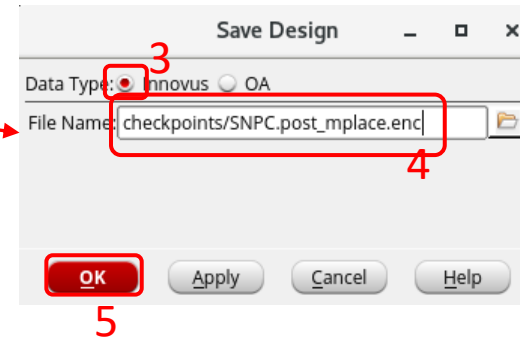 Save Design
3
Data Type: Innovus OA
File Name: checkpoints/SNPC.post_mplace.enc
4
OK Apply Cancel Help
5